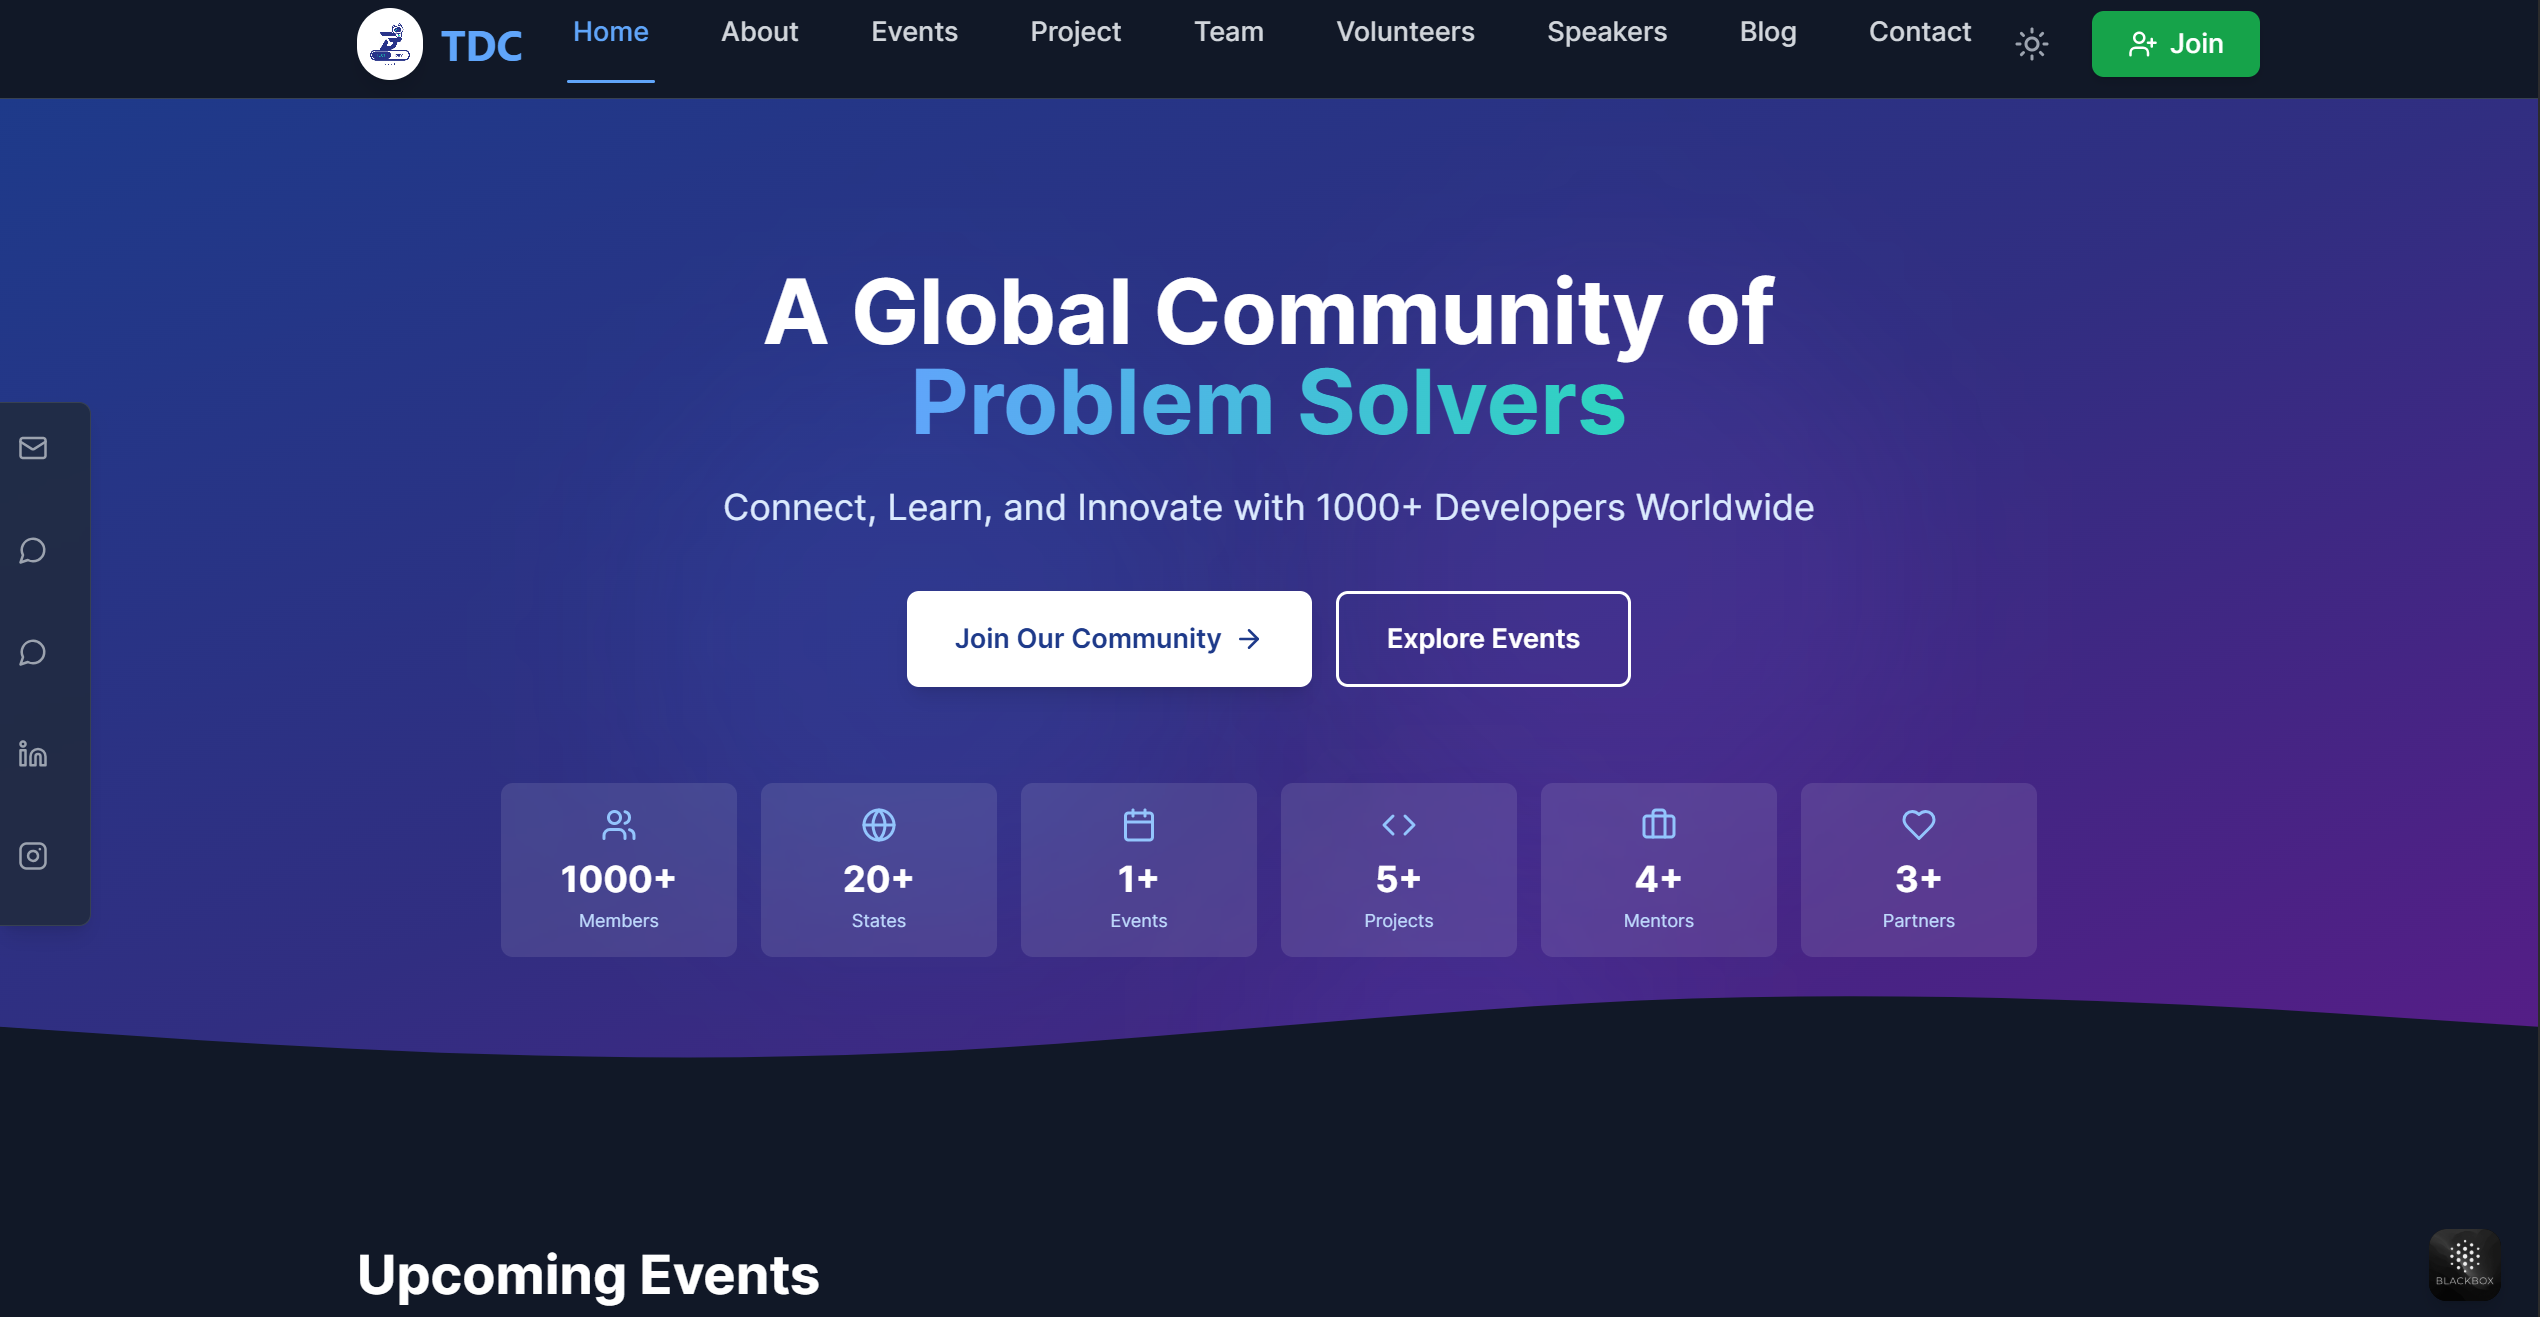 TDC
Home About Events Project Team Volunteers Speakers Blog Contact Join
A Global Community of
Problem Solvers
Connect, Learn, and Innovate with 1000+ Developers Worldwide
Join Our Community
Explore Events
1000+
Members
20+
States
1+
Events
5+
Projects
4+
Mentors
3+
Partners
Upcoming Events
BLACKBOX